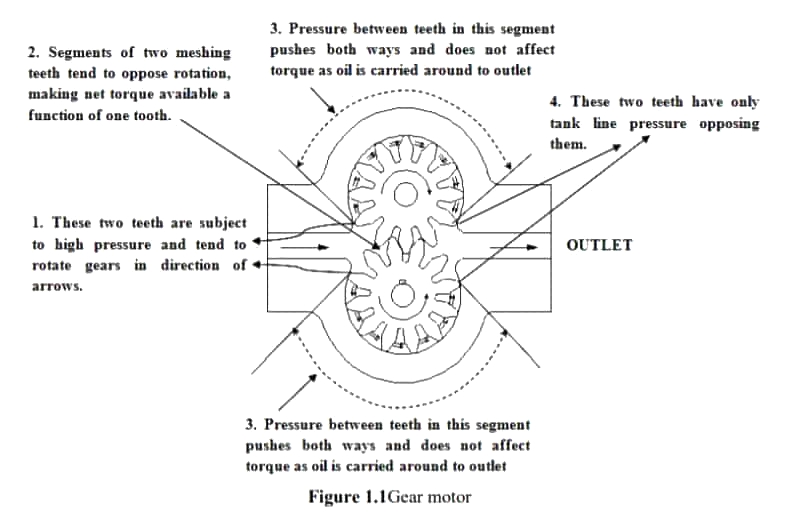 3. Pressure between teeth in this segment
pushes both ways and does not affect
torque as oil is carried around to outlet
2. Segments of two meshing
teeth tend to oppose rotation,
making net torque available a
function of one tooth.
4. These two teeth have only
tank line pressure opposing
them.
1. These two teeth are subject
to high pressure and tend to
rotate gears in direction of
arrows.
OUTLET
3. Pressure between teeth in this segment
pushes both ways and does not affect
torque as oil is carried around to outlet
Figure 1.1Gear motor